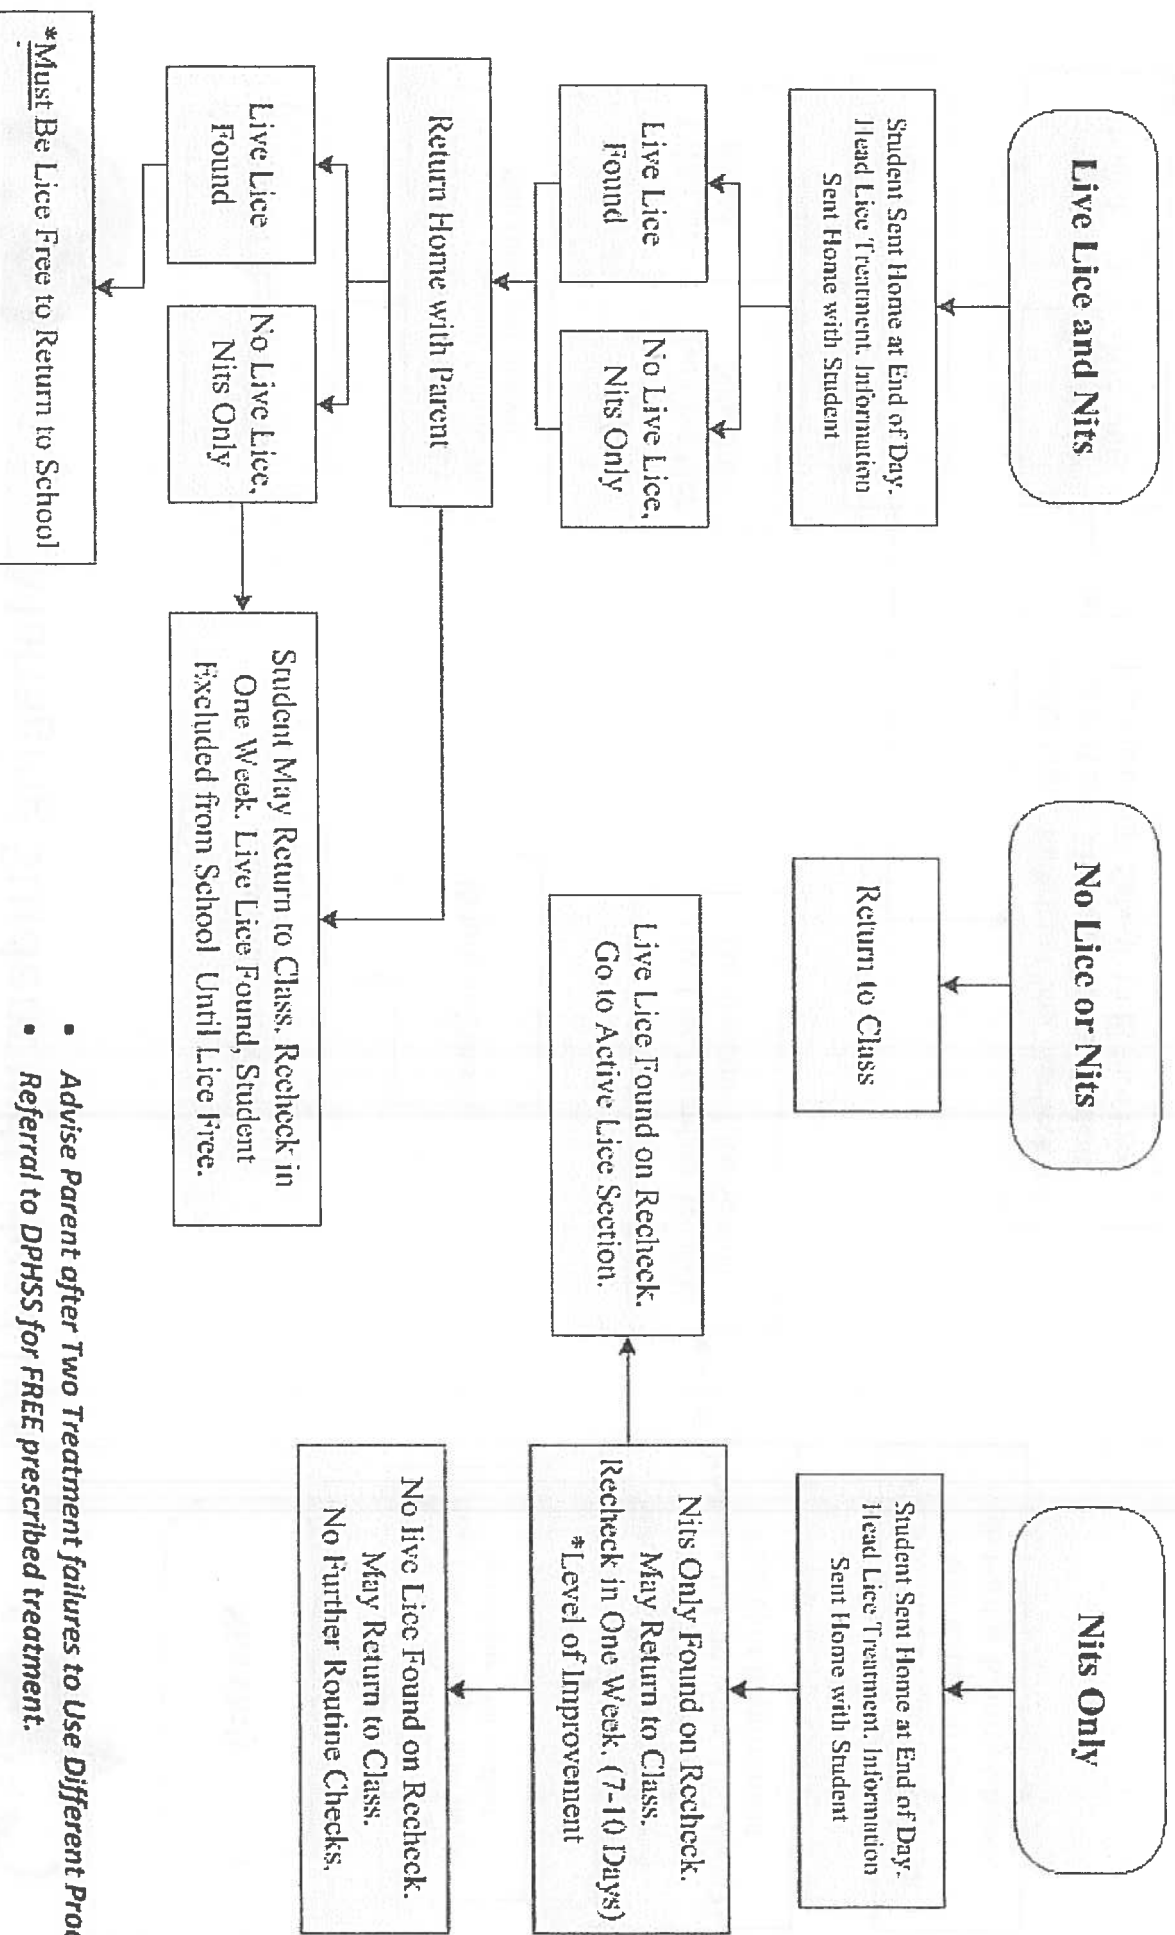 Live Lice and Nits
Student Sent Home at End of Day.
Head Lice Treatment. Information
Sent Home with Student
Live Lice
Found
No Live Lice,
Nits Only
Return Home with Parent
Live Lice
Found
No Live Lice,
Nits Only
*Must Be Lice Free to Return to School
Student May Return to Class. Recheck in
One Week. Live Lice Found, Student
Excluded from School Until Lice Free.
No Lice or Nits
Return to Class
Live Lice Found on Recheck.
Go to Active Lice Section.
Nits Only
Student Sent Home at End of Day.
Head Lice Treatment. Information
Sent Home with Student
Nits Only Found on Recheck.
May Return to Class.
Recheck in One Week. (7-10 Days)
*Level of Improvement
No live Lice Found on Recheck.
May Return to Class.
No Further Routine Checks.
• Advise Parent after Two Treatment failures to Use Different
• Referral to DPHSS for FREE prescribed treatment.